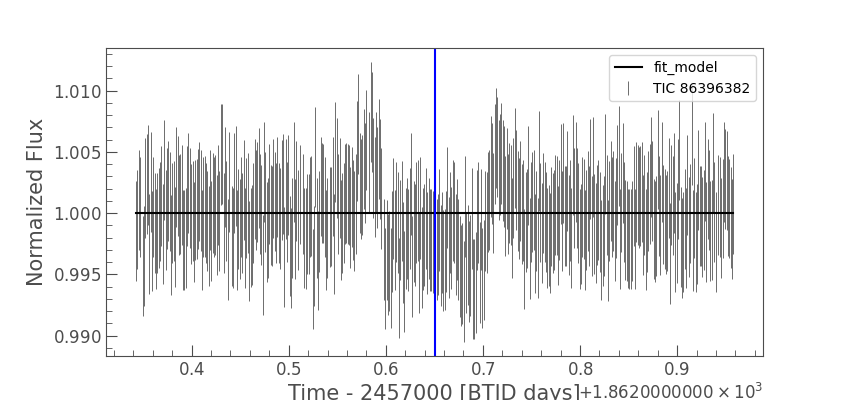 fit_model
TIC 86396382
1.010
1.005
1.000
0.995
0.990
Normalized Flux
0.4 0.5 0.6 0.7 0.8 0.9
Time - 2457000 [BTJD days]
+1.8620000000 × 10³